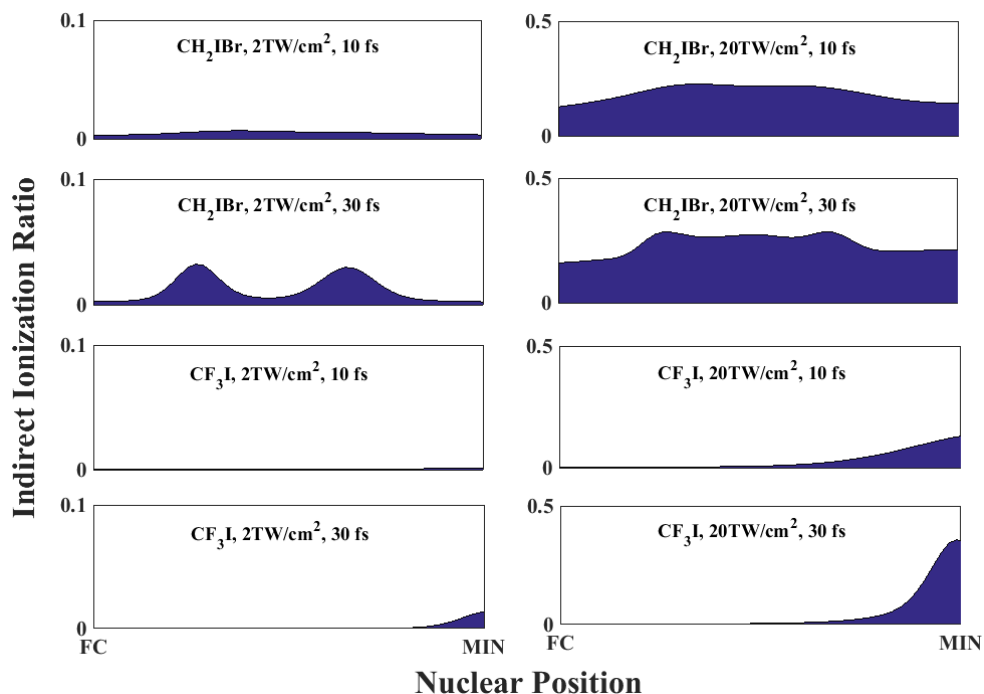 0.1
CH2IBr, 2TW/cm2, 10 fs
0
0.5
CH2IBr, 20TW/cm2, 10 fs
0
0.1
CH2IBr, 2TW/cm2, 30 fs
0
0.5
CH2IBr, 20TW/cm2, 30 fs
0
0.1
CF3I, 2TW/cm2, 10 fs
0
0.5
CF3I, 20TW/cm2, 10 fs
0
0.1
CF3I, 2TW/cm2, 30 fs
0
0.5
CF3I, 20TW/cm2, 30 fs
0
FC
MIN
FC
MIN
Indirect Ionization Ratio
Nuclear Position